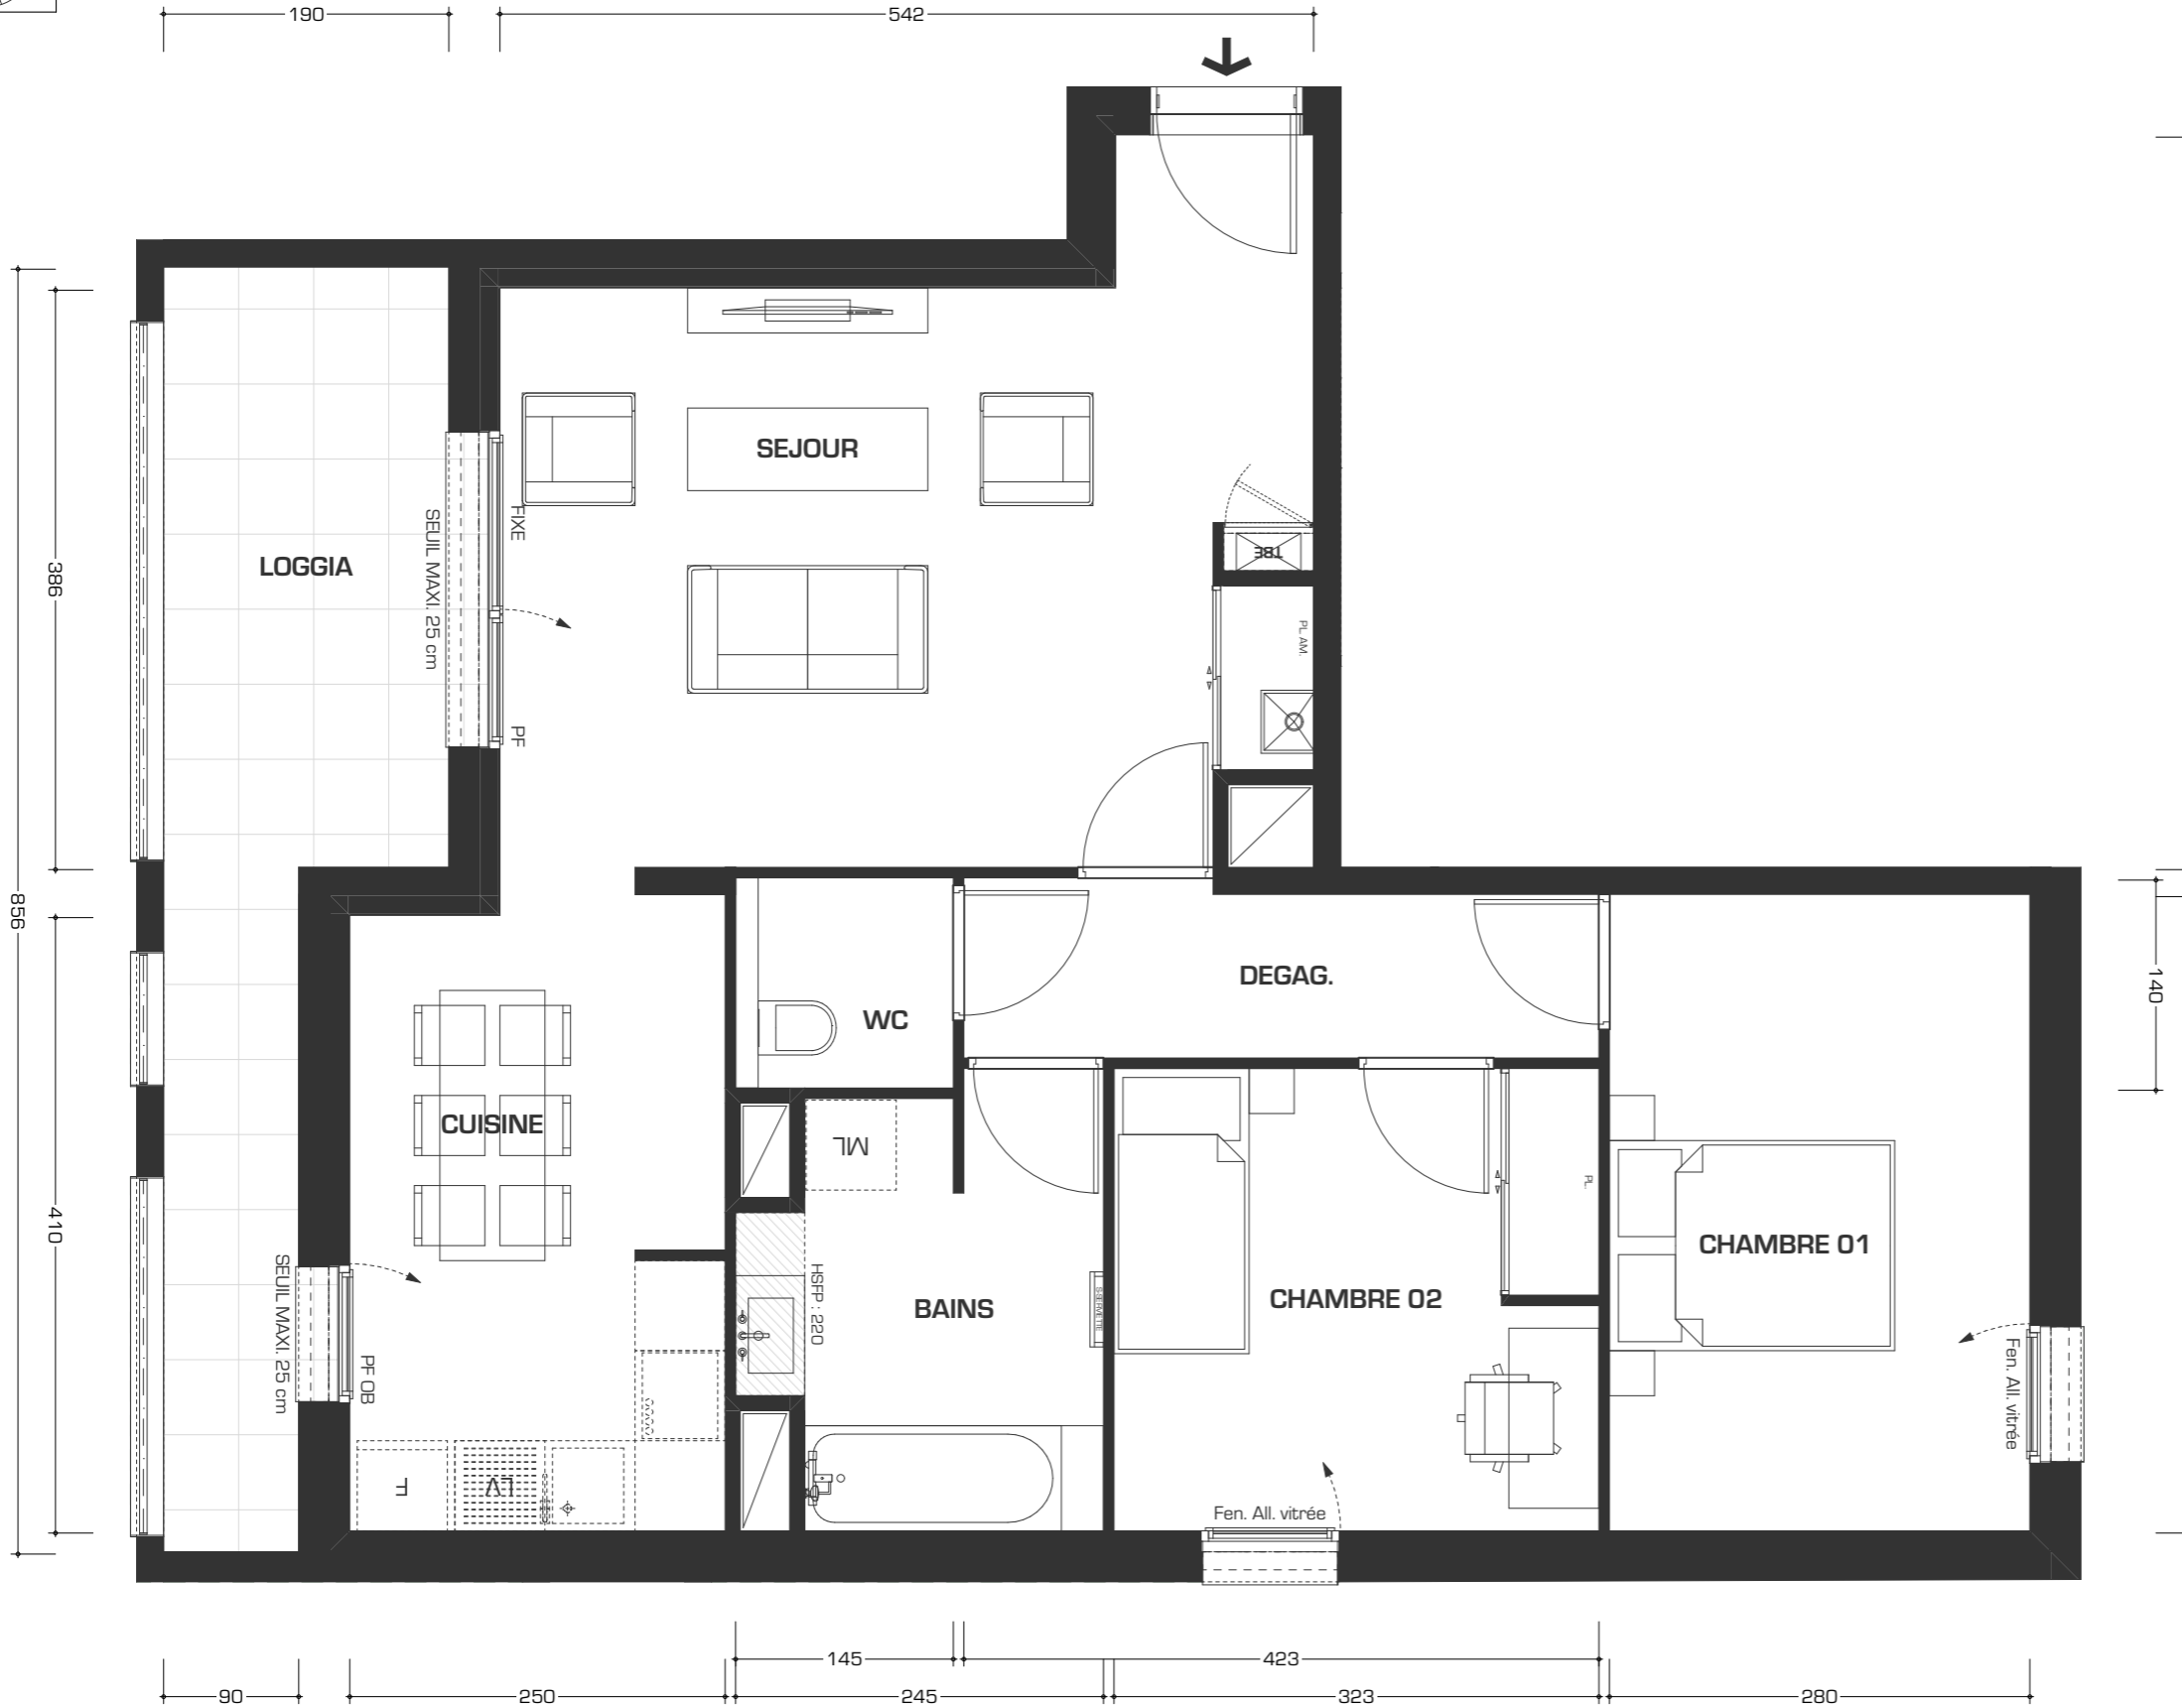 190
542
SEJOUR
FIXE
SEUIL MAXI. 25 cm
LOGGIA
TBE
386
PL AM.
PF
856
DEGAG.
140
WC
CUISINE
ML
PL.
410
CHAMBRE 01
SEUIL MAXI. 25 cm
HSFP : 220
BAINS
S-SERVIETTE
CHAMBRE 02
PF OB
Fen. All. vitrée
F
LV
Fen. All. vitrée
145
423
90
250
245
323
280